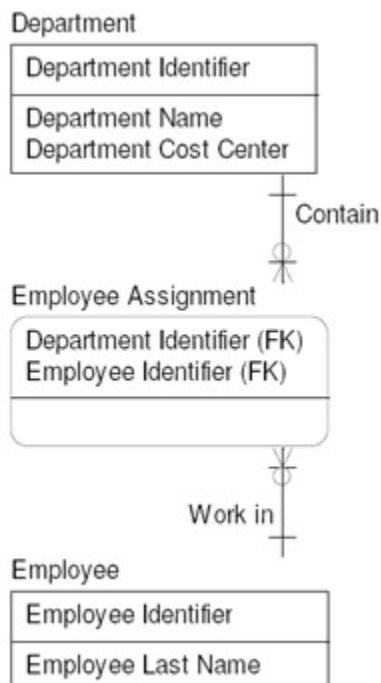 Department
Department Identifier
Department Name
Department Cost Center
Contain
Employee Assignment
Department Identifier (FK)
Employee Identifier (FK)
Work in
Employee
Employee Identifier
Employee Last Name